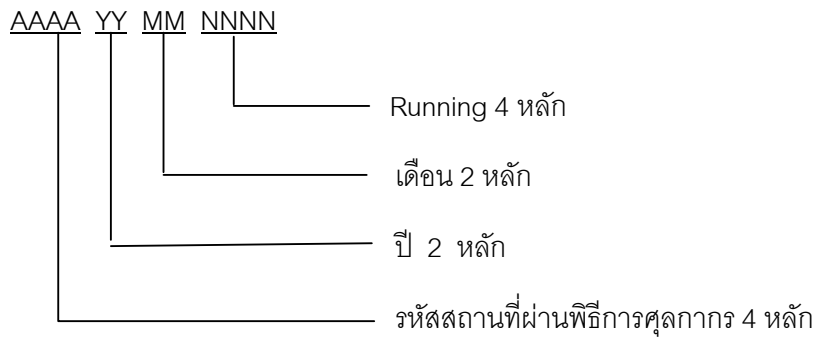 AAAA YY MM NNNN
Running 4 หลัก
เดือน 2 หลัก
ปี 2 หลัก
รหัสสถานที่ผ่านพิธีการศุลกากร 4 หลัก